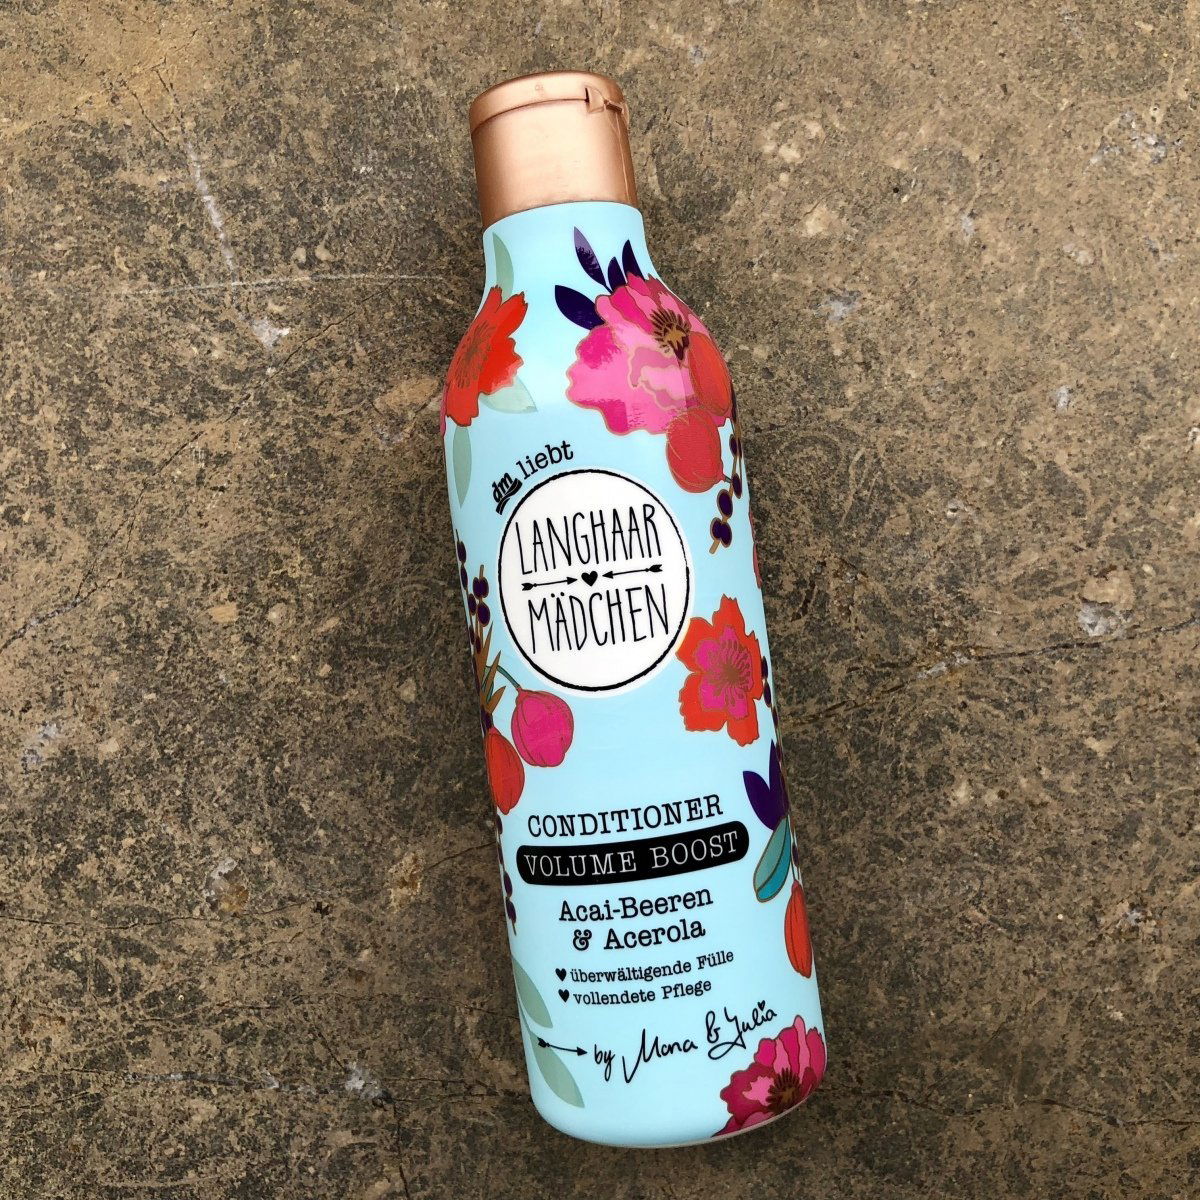 dm liebt
LANGHAAR
MÄDCHEN
CONDITIONER
VOLUME BOOST
Acai-Beeren
& Acerola
überwältigende Fülle
vollendete Pflege
by Mona & Julia